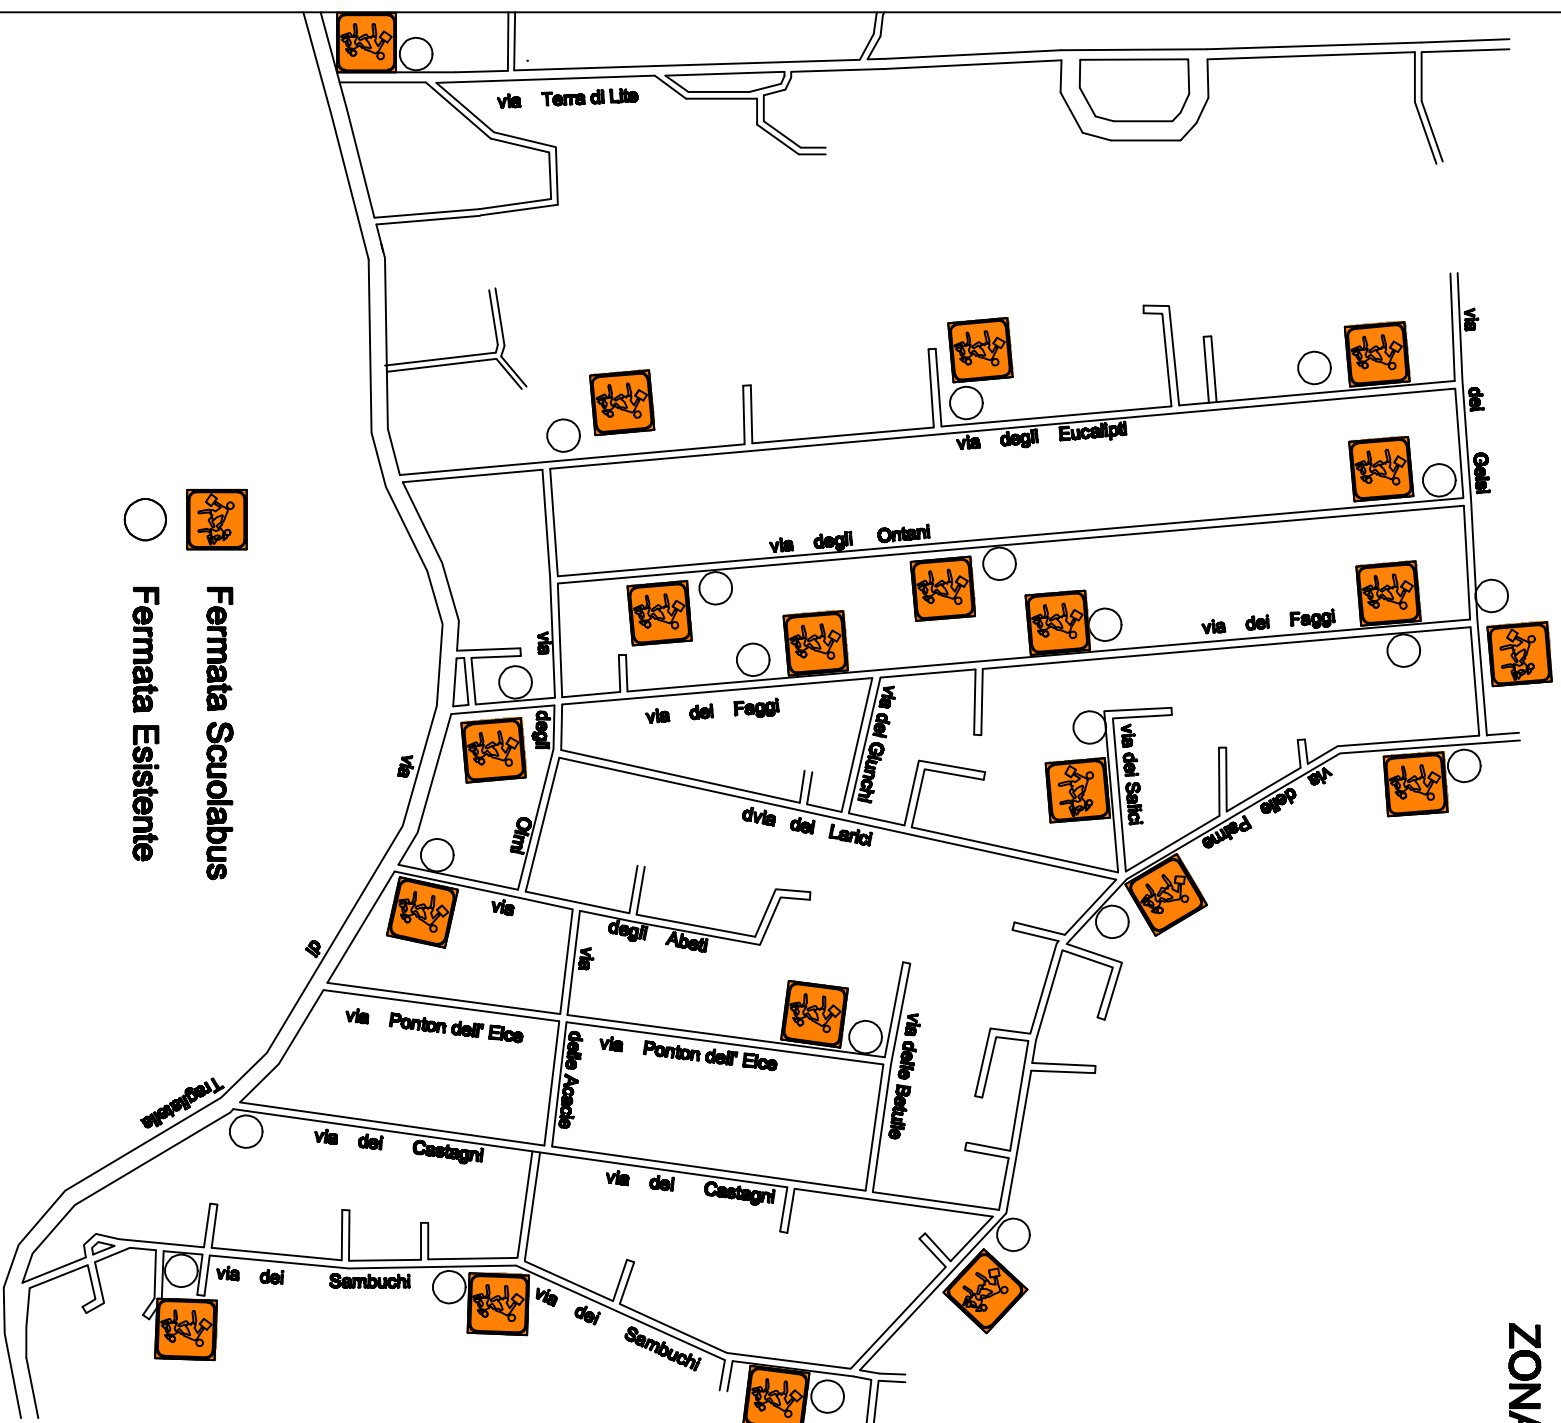 via Terra di Lite
via dei Gelsi
via degli Eucalipti
via degli Ontani
via dei Faggi
via dei Faggi
via degli Olmi
via dei Giunchi
via dei Salici
via delle Palme
dvia dei Larici
via degli Abeti
via delle Acacie
via Ponton dell' Elce
via Ponton dell' Elce
via delle Betulle
via di Tragliatella
via dei Castagni
via dei Castagni
via dei Sambuchi
via dei Sambuchi
Fermata Scuolabus
Fermata Esistente
ZONA